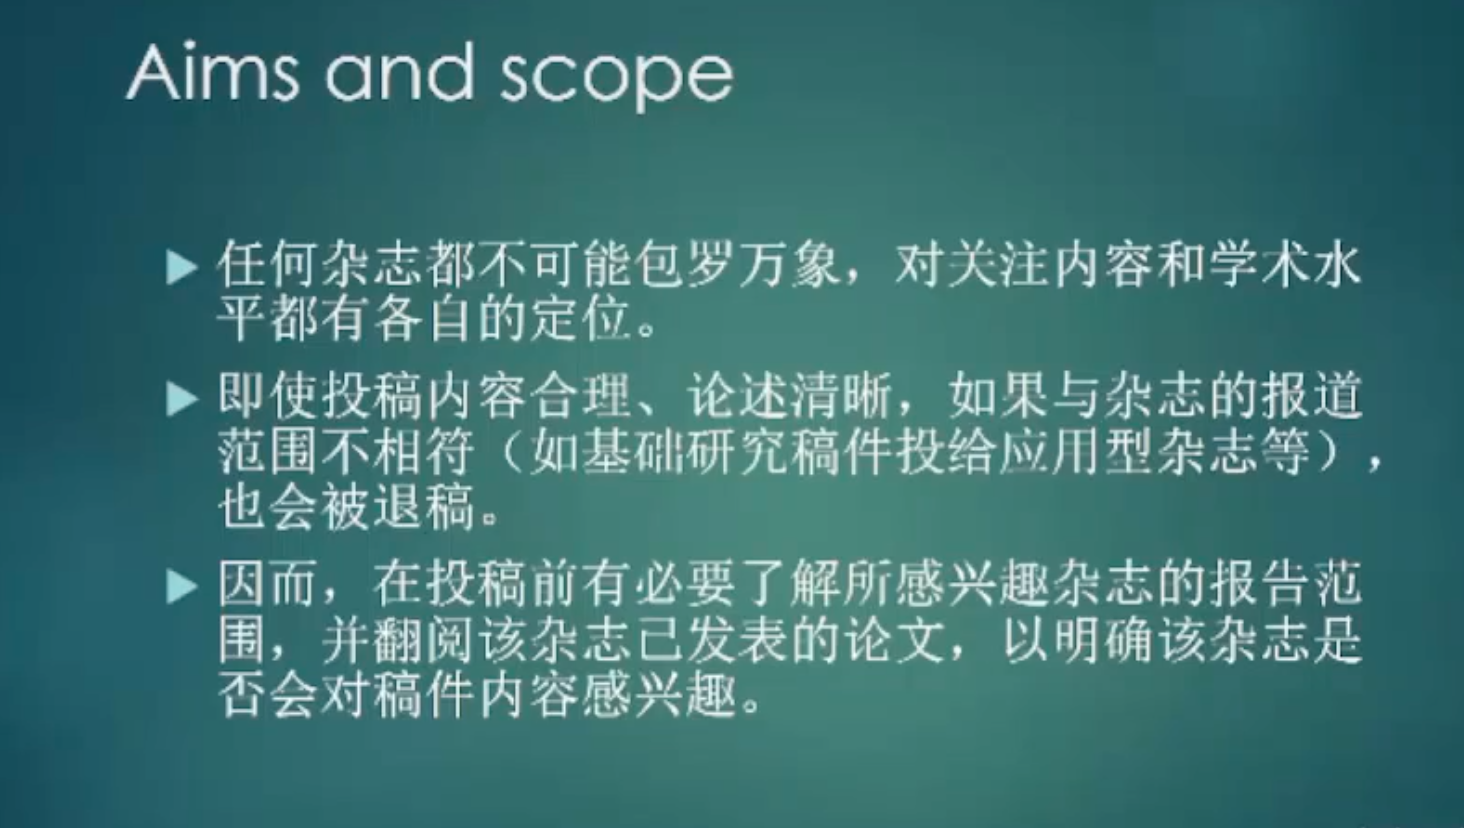 Aims and scope
任何杂志都不可能包罗万象，对关注内容和学术水
平都有各自的定位。
即使投稿内容合理、论述清晰，如果与杂志的报道
范围不相符（如基础研究稿件投给应用型杂志等），
也会被退稿。
因而，在投稿前有必要了解所感兴趣杂志的报告范
围，并翻阅该杂志已发表的论文，以明确该杂志是
否会对稿件内容感兴趣。